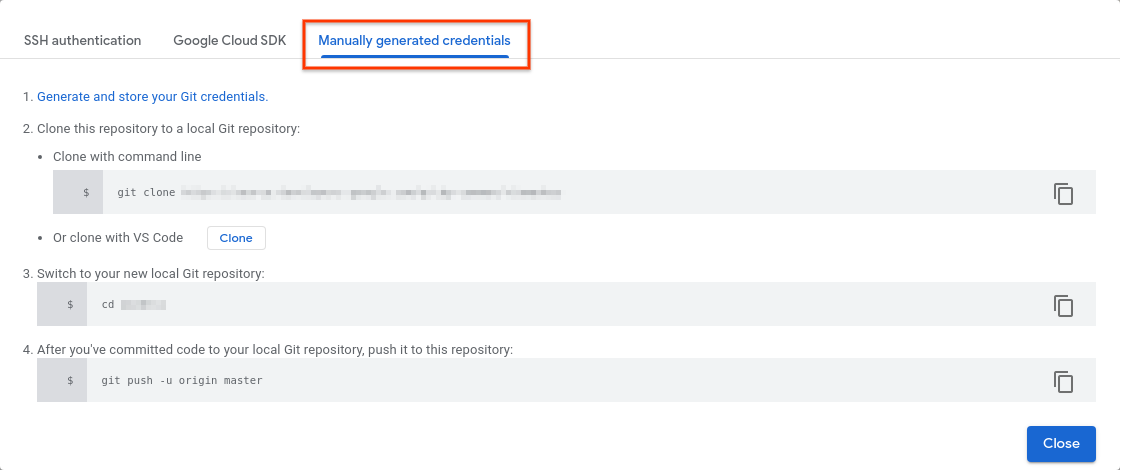 SSH authentication Google Cloud SDK Manually generated credentials
1. Generate and store your Git credentials.
2. Clone this repository to a local Git repository:
• Clone with command line
$ git clone
• Or clone with VS Code Clone
3. Switch to your new local Git repository:
$ cd
4. After you've committed code to your local Git repository, push it to this repository:
$ git push -u origin master
Close